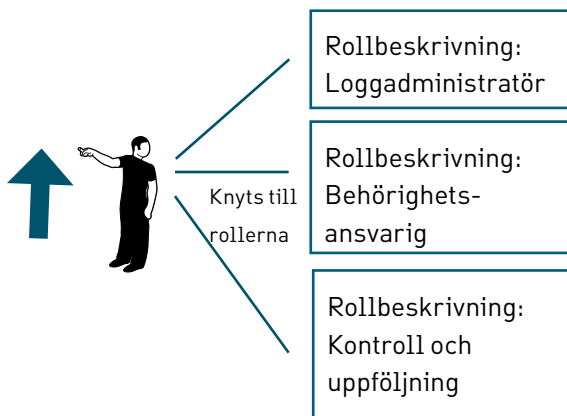 Rollbeskrivning:
Loggadministratör
Rollbeskrivning:
Behörighets-
ansvarig
Knyts till
rollerna
Rollbeskrivning:
Kontroll och
uppföljning